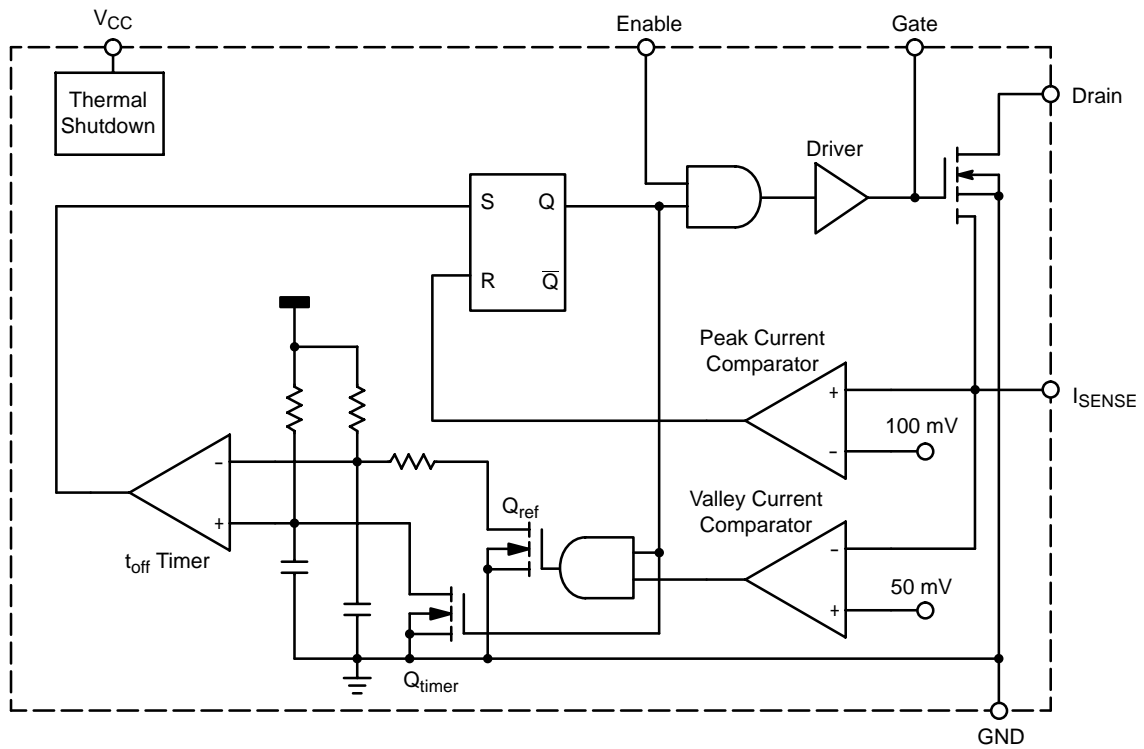 VCC
Enable
Gate
Thermal
Shutdown
Drain
Driver
S
Q
R
Q̅
Peak Current
Comparator
+
ISENSE
100 mV
-
-
Qref
Valley Current
Comparator
+
toff Timer
-
50 mV
+
Qtimer
GND